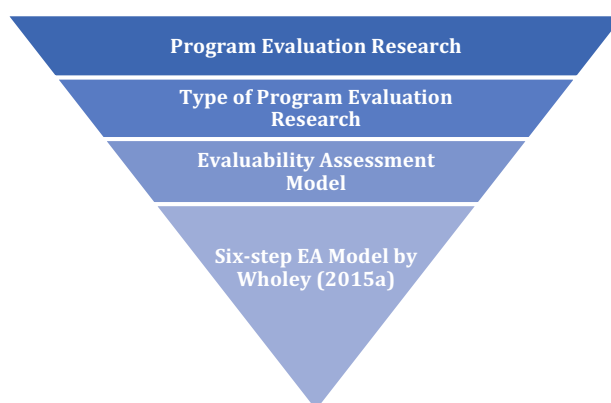 Program Evaluation Research
Type of Program Evaluation
Research
Evaluability Assessment
Model
Six-step EA Model by
Wholey (2015a)